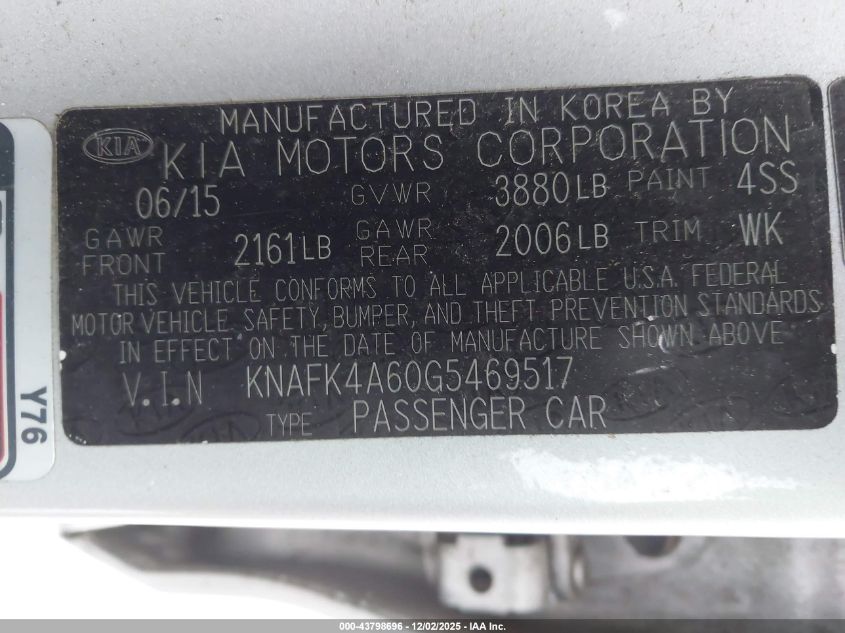 MANUFACTURED IN KOREA BY
KIA KIA MOTORS CORPORATION
06/15 GVWR 3880LB PAINT 4SS
GAWR FRONT 2161LB GAWR REAR 2006LB TRIM WK
THIS VEHICLE CONFORMS TO ALL APPLICABLE U.S.A. FEDERAL
MOTOR VEHICLE SAFETY, BUMPER, AND THEFT PREVENTION STANDARDS
IN EFFECT ON THE DATE OF MANUFACTURE SHOWN ABOVE
V.I.N KNAFK4A60G5469517
TYPE PASSENGER CAR
Y76
000-43798696 - 12/02/2025 - IAA Inc.